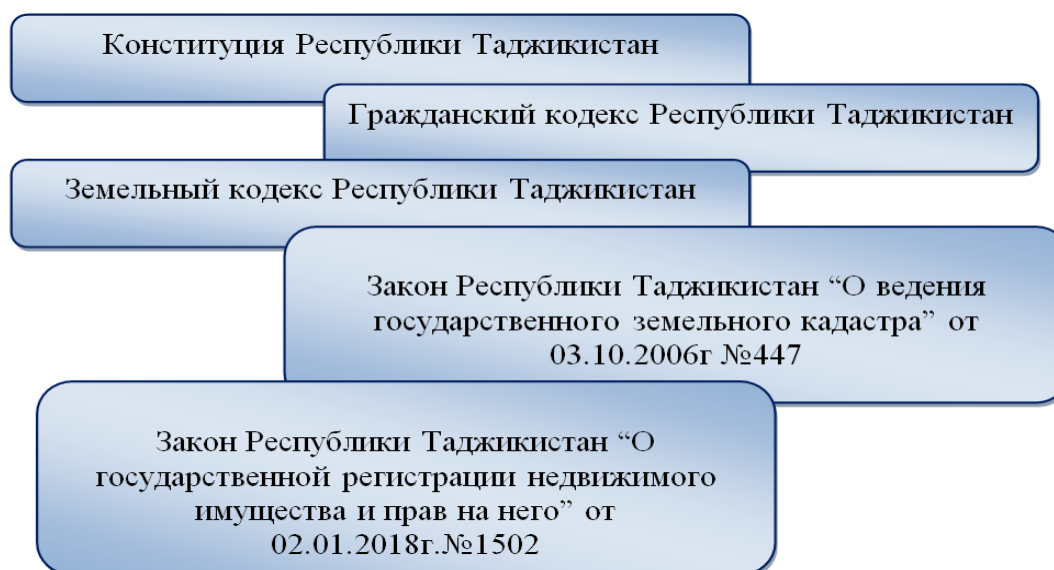 Конституция Республики Таджикистан
Гражданский кодекс Республики Таджикистан
Земельный кодекс Республики Таджикистан
Закон Республики Таджикистан “О ведения
государственного земельного кадастра” от
03.10.2006г №447
Закон Республики Таджикистан “О
государственной регистрации недвижимого
имущества и прав на него” от
02.01.2018г.№1502